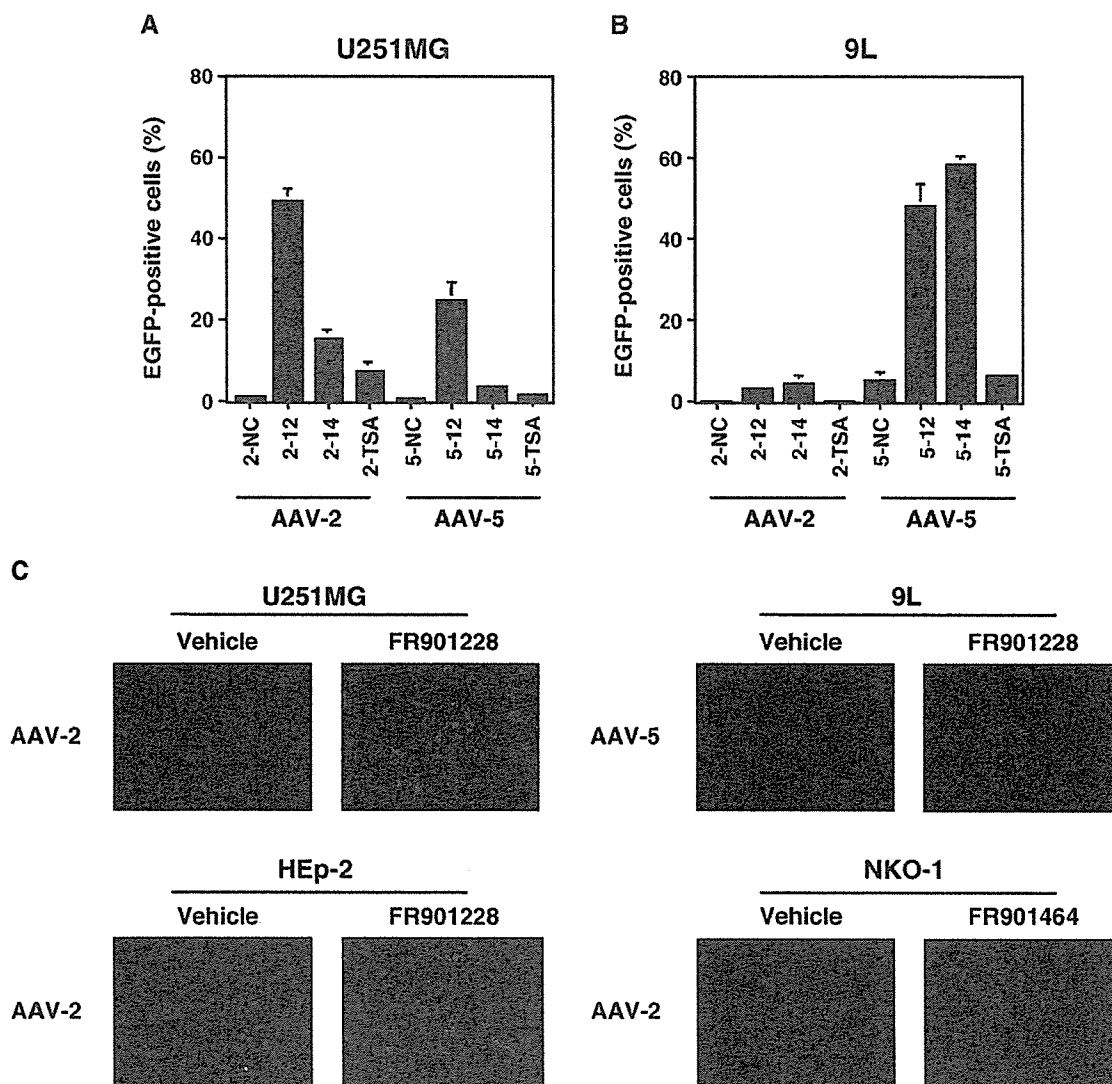 A
U251MG
EGFP-positive cells (%)
80
60
40
20
0
2-NC
2-12
2-14
2-TSA
5-NC
5-12
5-14
5-TSA
AAV-2
AAV-5
B
9L
EGFP-positive cells (%)
80
60
40
20
0
2-NC
2-12
2-14
2-TSA
5-NC
5-12
5-14
5-TSA
AAV-2
AAV-5
C
U251MG
Vehicle
FR901228
AAV-2
9L
Vehicle
FR901228
AAV-5
HEp-2
Vehicle
FR901228
AAV-2
NKO-1
Vehicle
FR901464
AAV-2